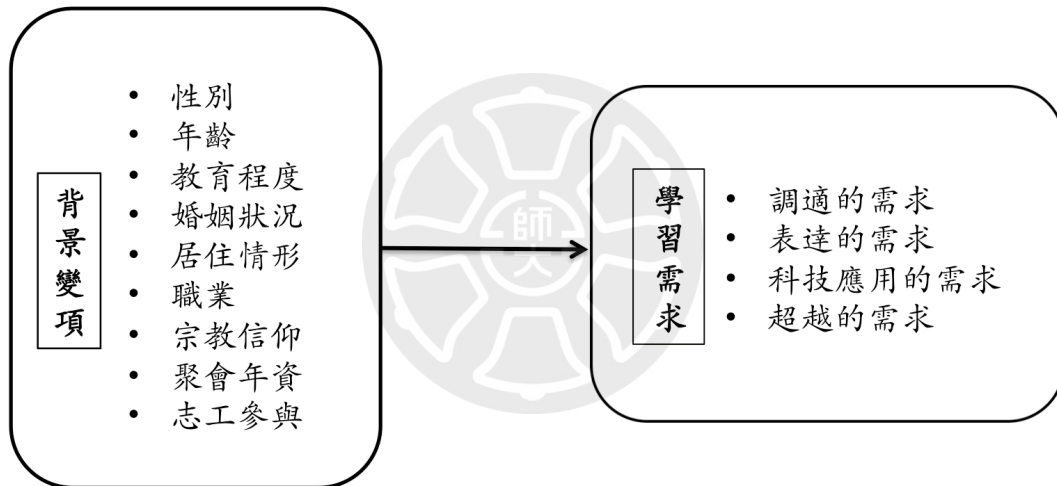 背景變項
• 性別
• 年齡
• 教育程度
• 婚姻狀況
• 居住情形
• 職業
• 宗教信仰
• 聚會年資
• 志工參與
學習需求
• 調適的需求
• 表達的需求
• 科技應用的需求
• 超越的需求
師大